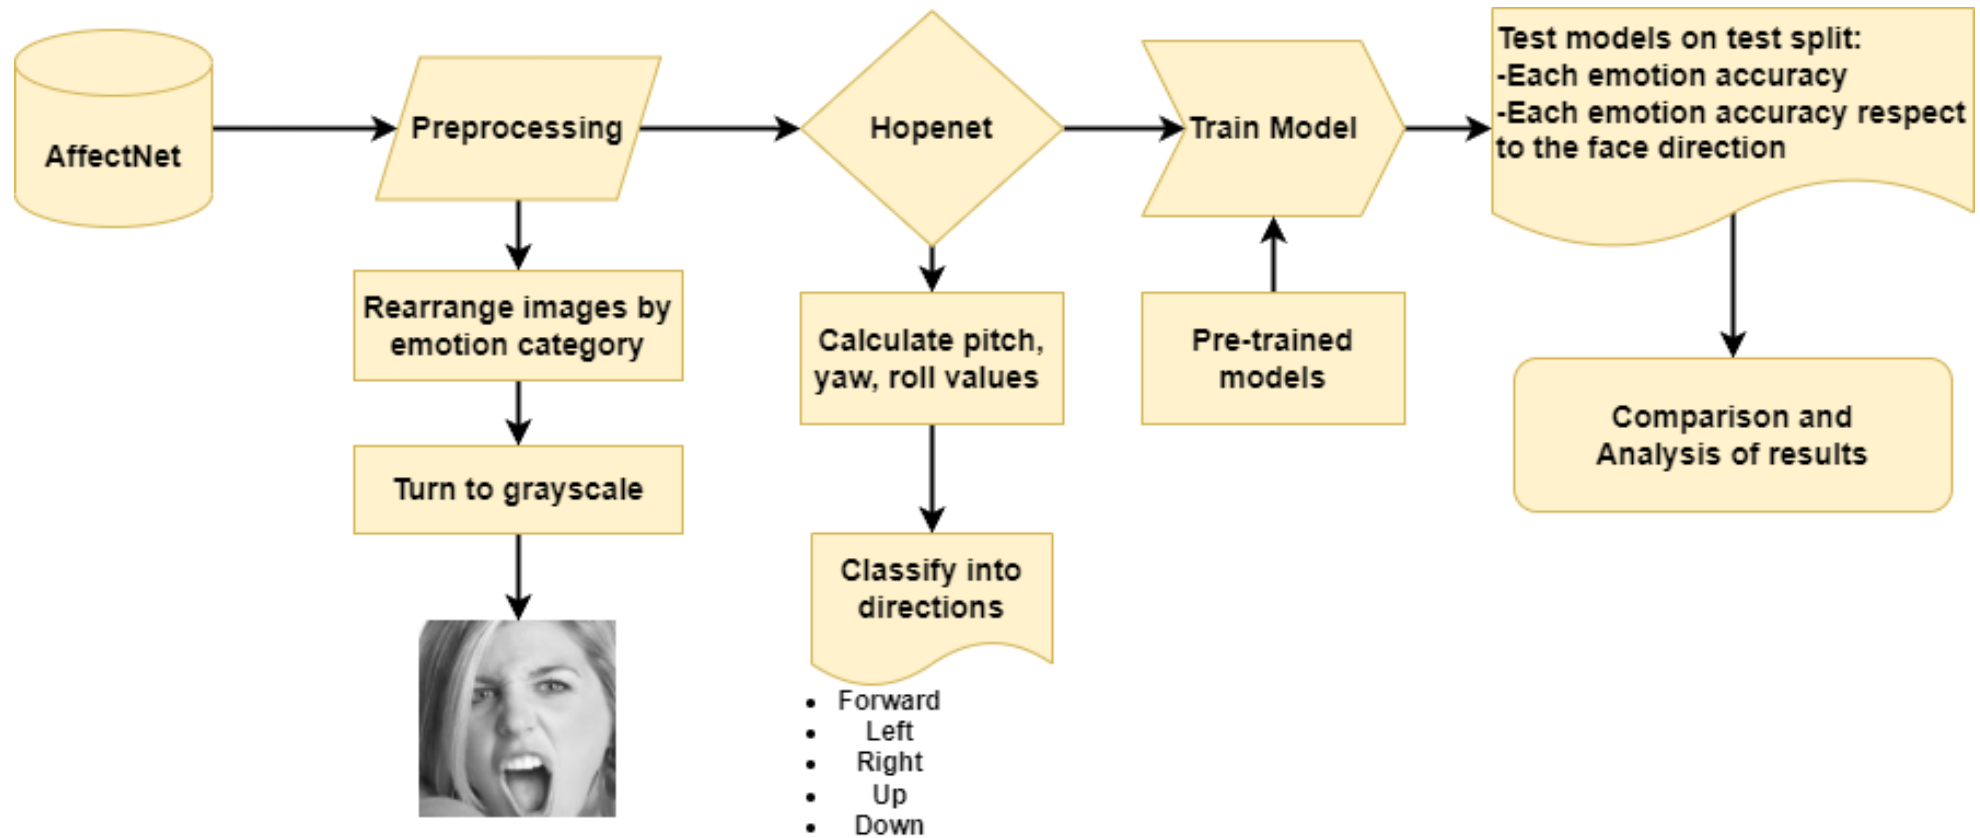 AffectNet
Preprocessing
Rearrange images by
emotion category
Turn to grayscale
Hopenet
Calculate pitch,
yaw, roll values
Classify into
directions
• Forward
• Left
• Right
• Up
• Down
Train Model
Pre-trained
models
Test models on test split:
-Each emotion accuracy
-Each emotion accuracy respect
to the face direction
Comparison and
Analysis of results